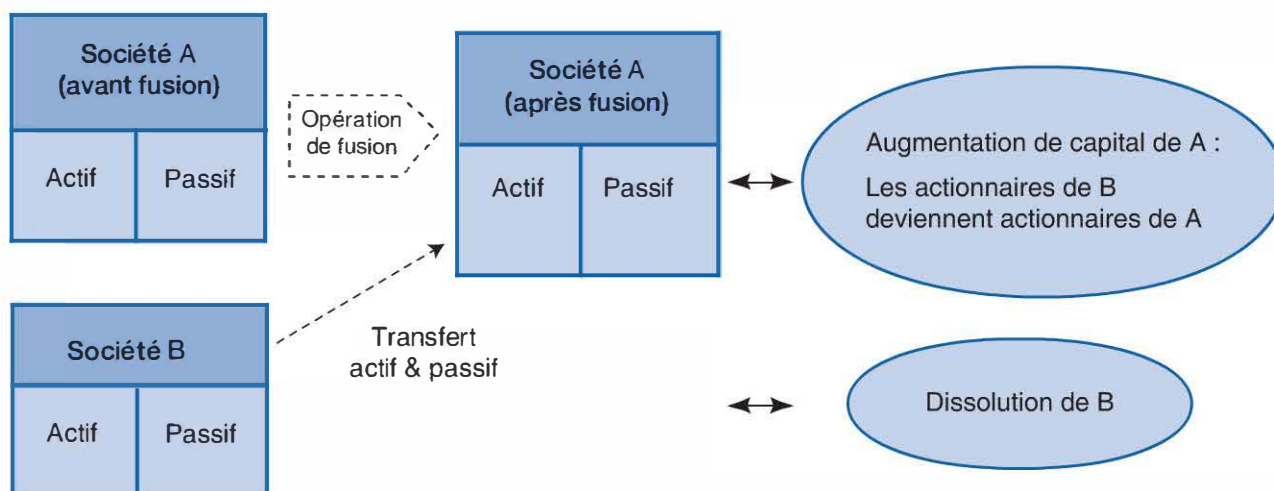 Société A
(avant fusion)
Actif
Passif
Opération
de fusion
Société A
(après fusion)
Actif
Passif
Augmentation de capital de A :
Les actionnaires de B
deviennent actionnaires de A
Société B
Actif
Passif
Transfert
actif & passif
Dissolution de B